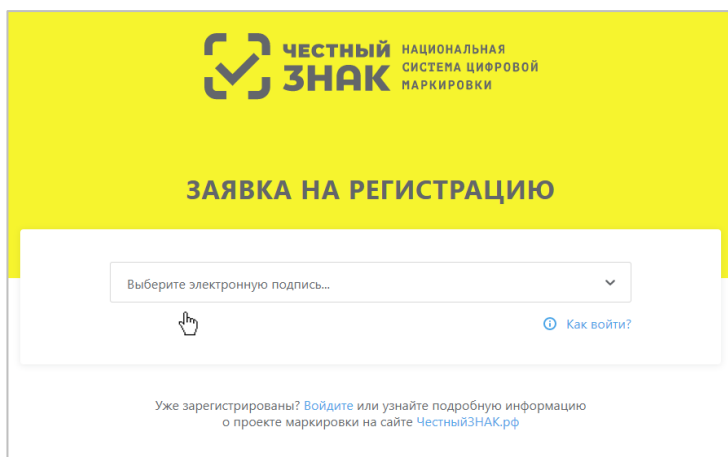 ЧЕСТНЫЙ
ЗНАК
НАЦИОНАЛЬНАЯ
СИСТЕМА ЦИФРОВОЙ
МАРКИРОВКИ
ЗАЯВКА НА РЕГИСТРАЦИЮ
Выберите электронную подпись...
Как войти?
Уже зарегистрированы? Войдите или узнайте подробную информацию
о проекте маркировки на сайте ЧестныйЗНАК.рф